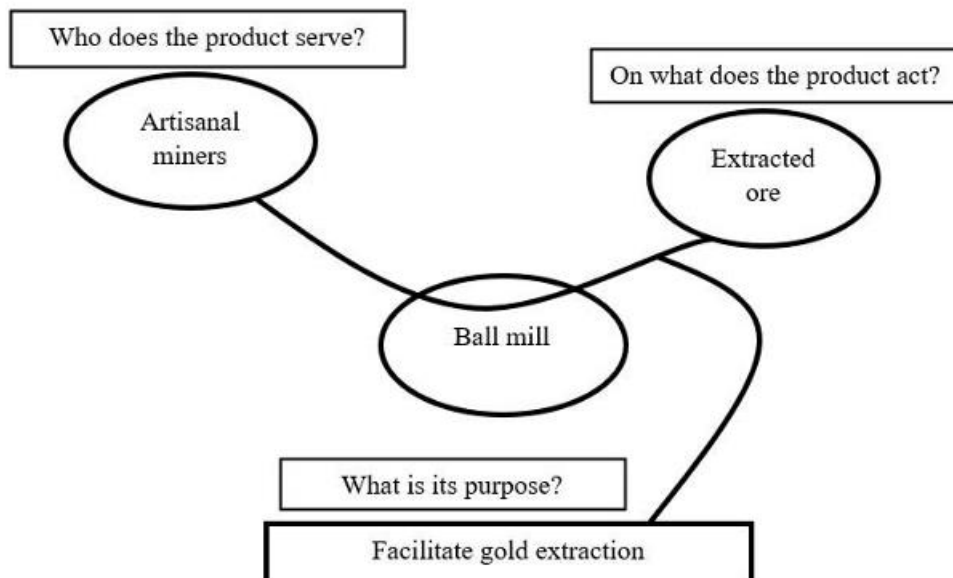 Who does the product serve?
On what does the product act?
Artisanal
miners
Extracted
ore
Ball mill
What is its purpose?
Facilitate gold extraction